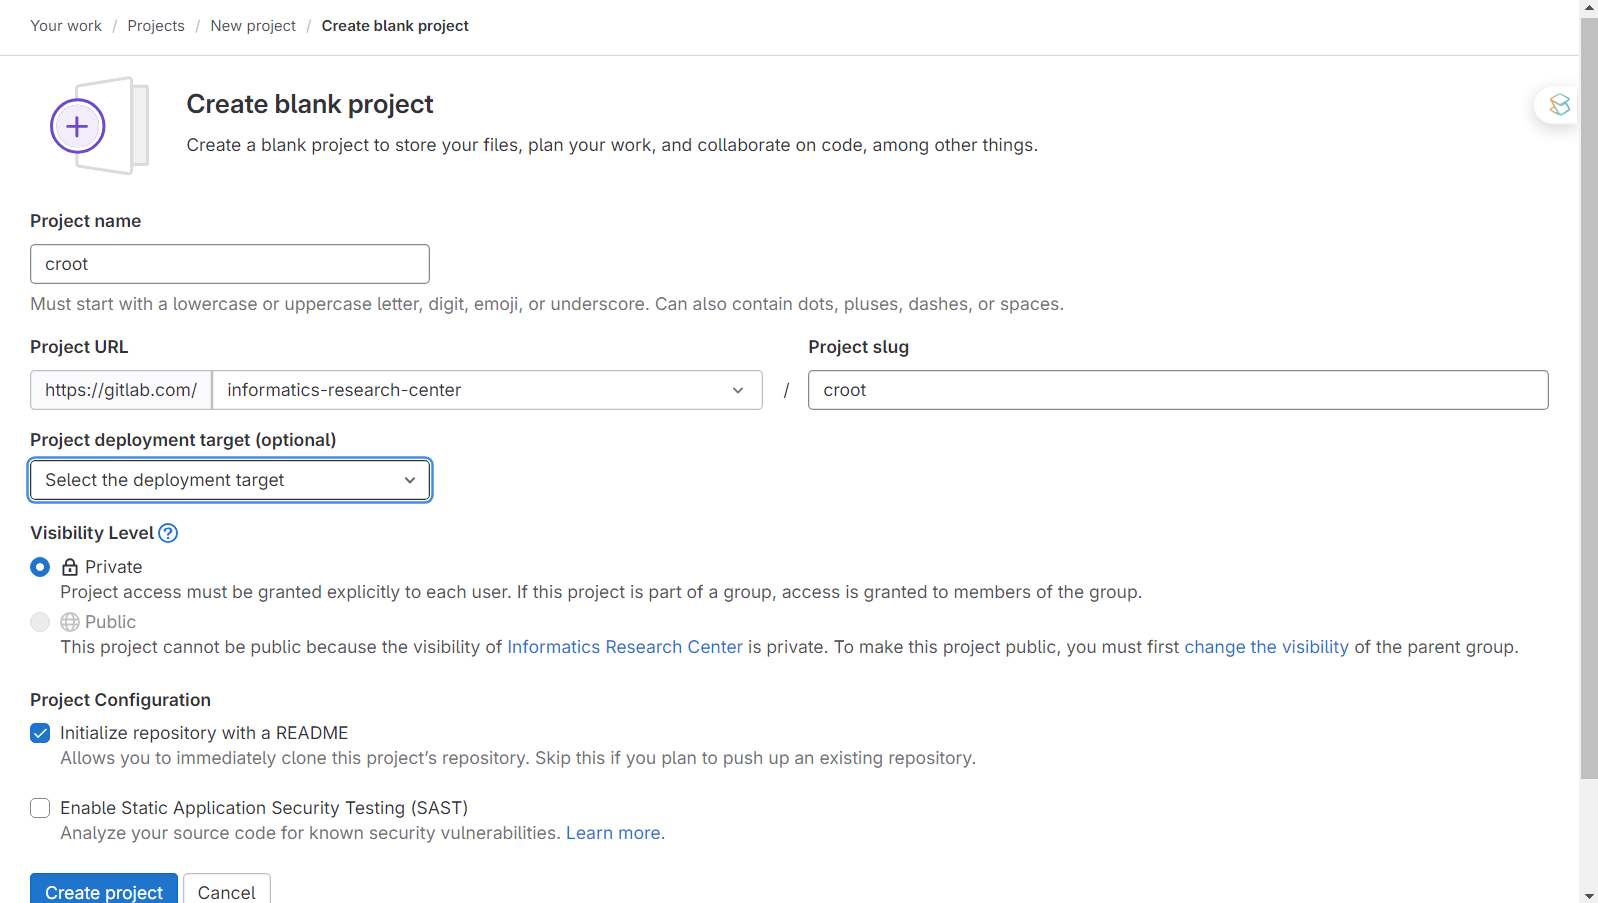 Your work / Projects / New project / Create blank project
Create blank project
Create a blank project to store your files, plan your work, and collaborate on code, among other things.
Project name
croot
Must start with a lowercase or uppercase letter, digit, emoji, or underscore. Can also contain dots, pluses, dashes, or spaces.
Project URL
Project slug
https://gitlab.com/ informatics-research-center / croot
Project deployment target (optional)
Select the deployment target
Visibility Level ?
Private
Project access must be granted explicitly to each user. If this project is part of a group, access is granted to members of the group.
Public
This project cannot be public because the visibility of Informatics Research Center is private. To make this project public, you must first change the visibility of the parent group.
Project Configuration
Initialize repository with a README
Allows you to immediately clone this project’s repository. Skip this if you plan to push up an existing repository.
Enable Static Application Security Testing (SAST)
Analyze your source code for known security vulnerabilities. Learn more.
Create project Cancel